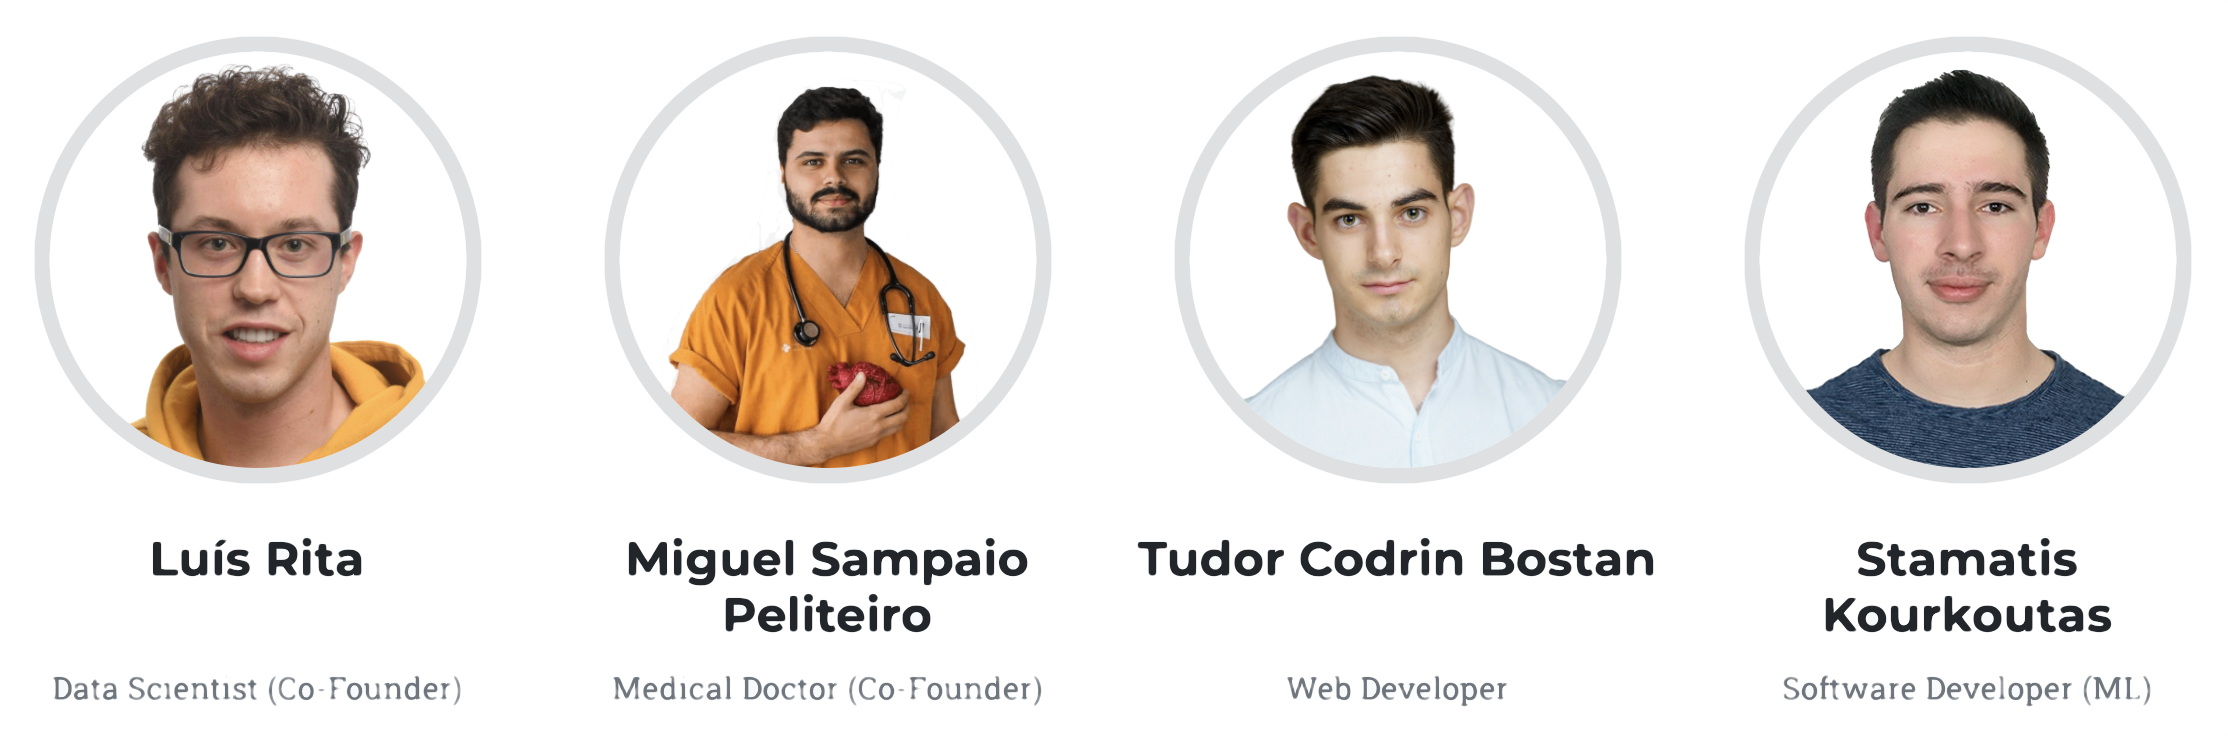 Luís Rita
Miguel Sampaio
Peliteiro
Tudor Codrin Bostan
Stamatis
Kourkoutas
Data Scientist (Co-Founder)
Medical Doctor (Co-Founder)
Web Developer
Software Developer (ML)